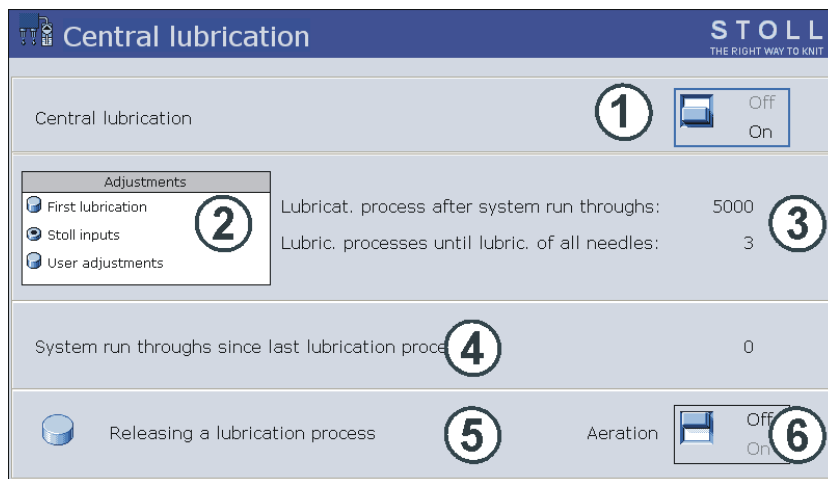 Central lubrication
STOLL
THE RIGHT WAY TO KNIT
Central lubrication
1
Off
On
Adjustments
First lubrication
Stoll inputs
User adjustments
2
Lubricat. process after system run throughs: 5000
Lubric. processes until lubric. of all needles: 3
3
System run throughs since last lubrication proce
4
0
Releasing a lubrication process
5
Aeration
Off
On
6